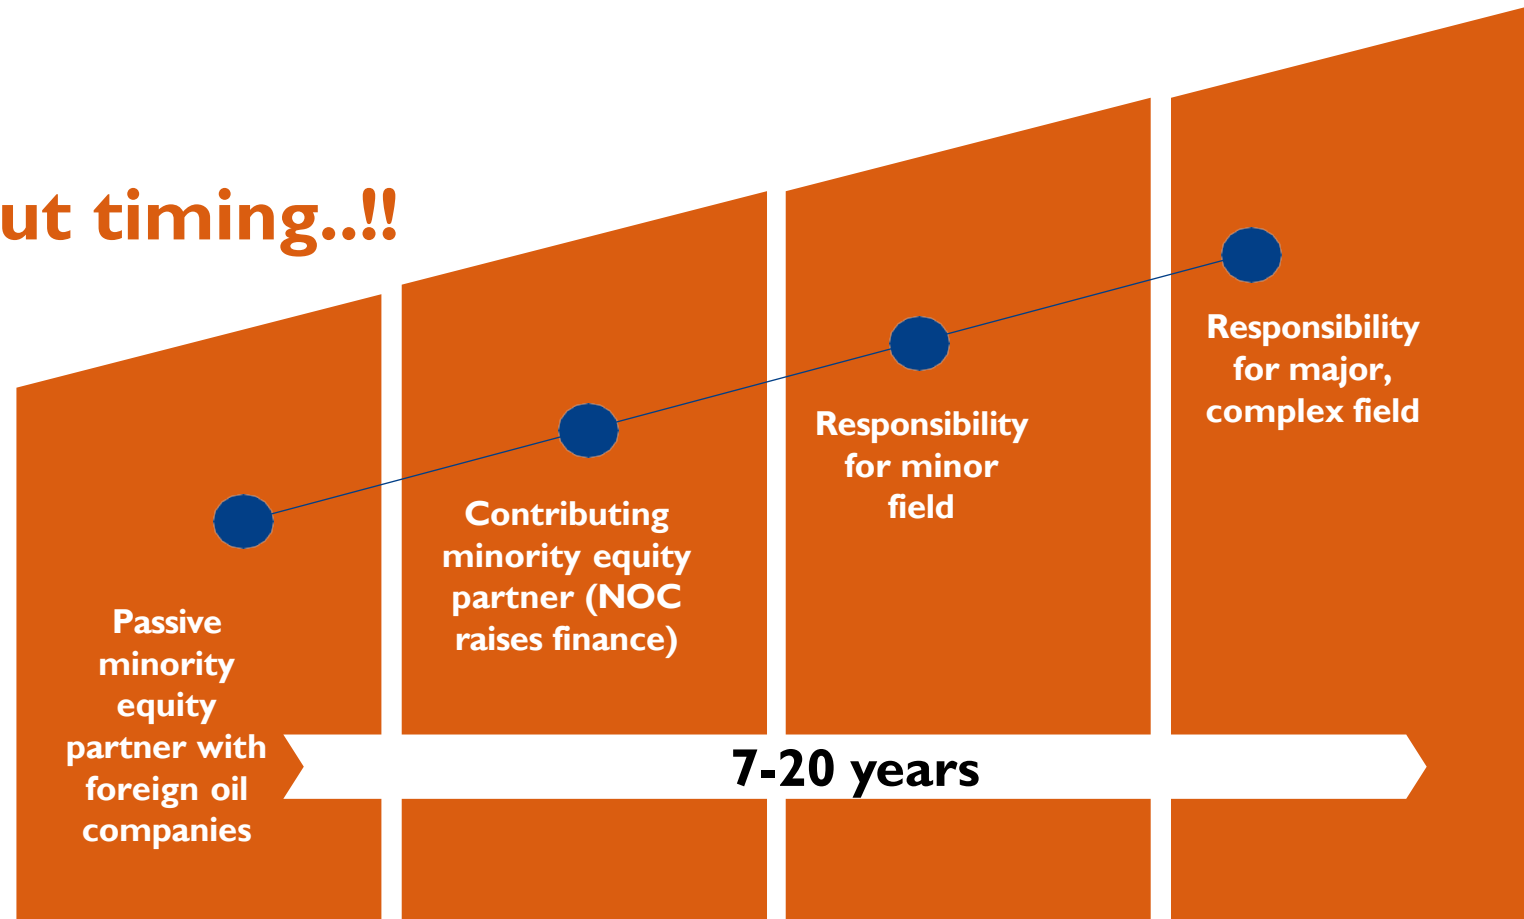 ut timing..!!
Passive
minority
equity
partner with
foreign oil
companies
Contributing
minority equity
partner (NOC
raises finance)
Responsibility
for minor
field
Responsibility
for major,
complex field
7-20 years